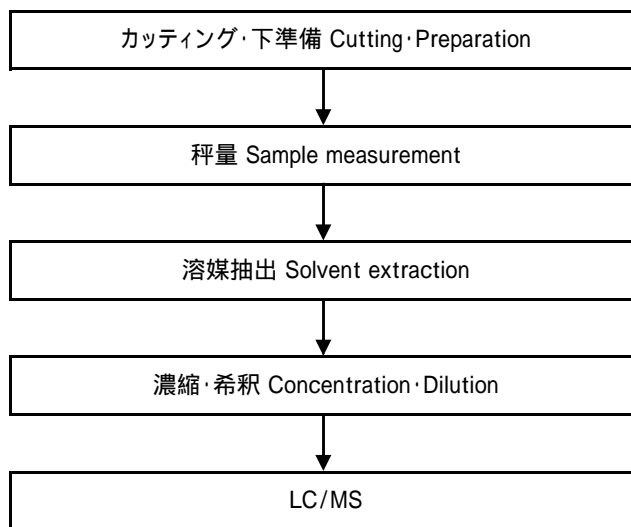 カッティング・下準備 Cutting・Preparation
秤量 Sample measurement
溶媒抽出 Solvent extraction
濃縮・希釈 Concentration・Dilution
LC/MS